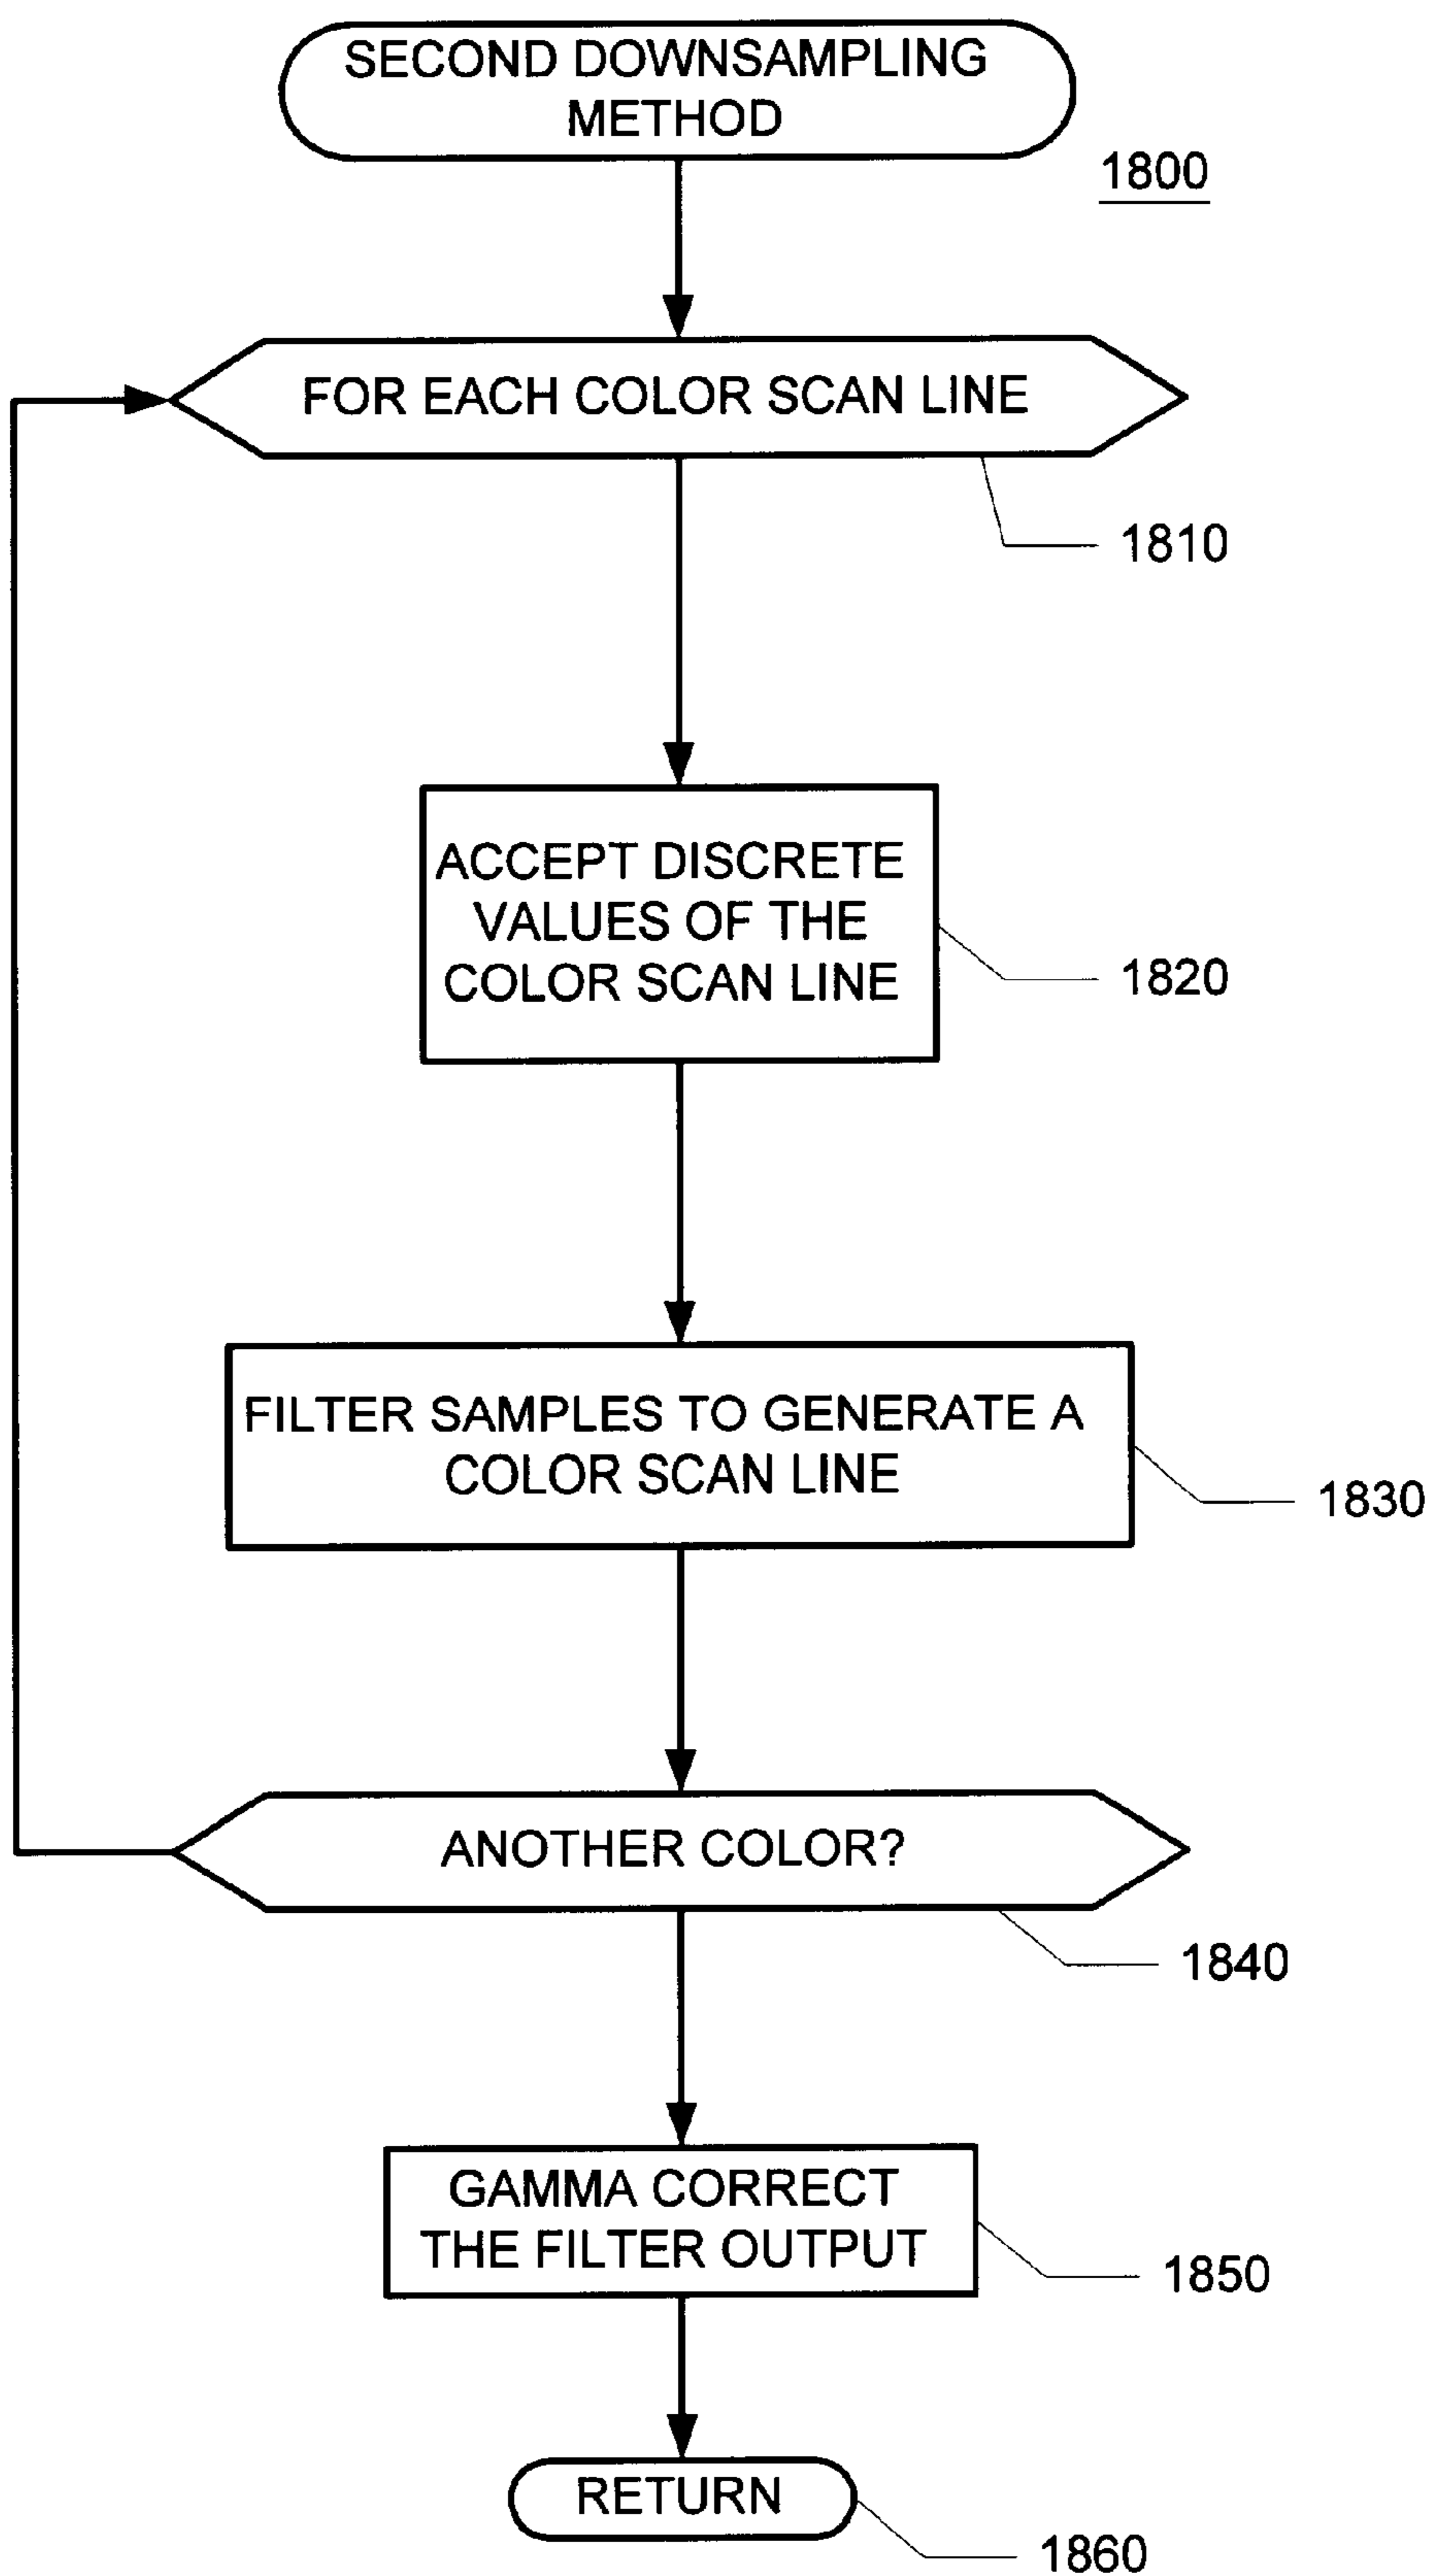 SECOND DOWNSAMPLING
METHOD
1800
FOR EACH COLOR SCAN LINE
1810
ACCEPT DISCRETE
VALUES OF THE
COLOR SCAN LINE
1820
FILTER SAMPLES TO GENERATE A
COLOR SCAN LINE
1830
ANOTHER COLOR?
1840
GAMMA CORRECT
THE FILTER OUTPUT
1850
RETURN
1860